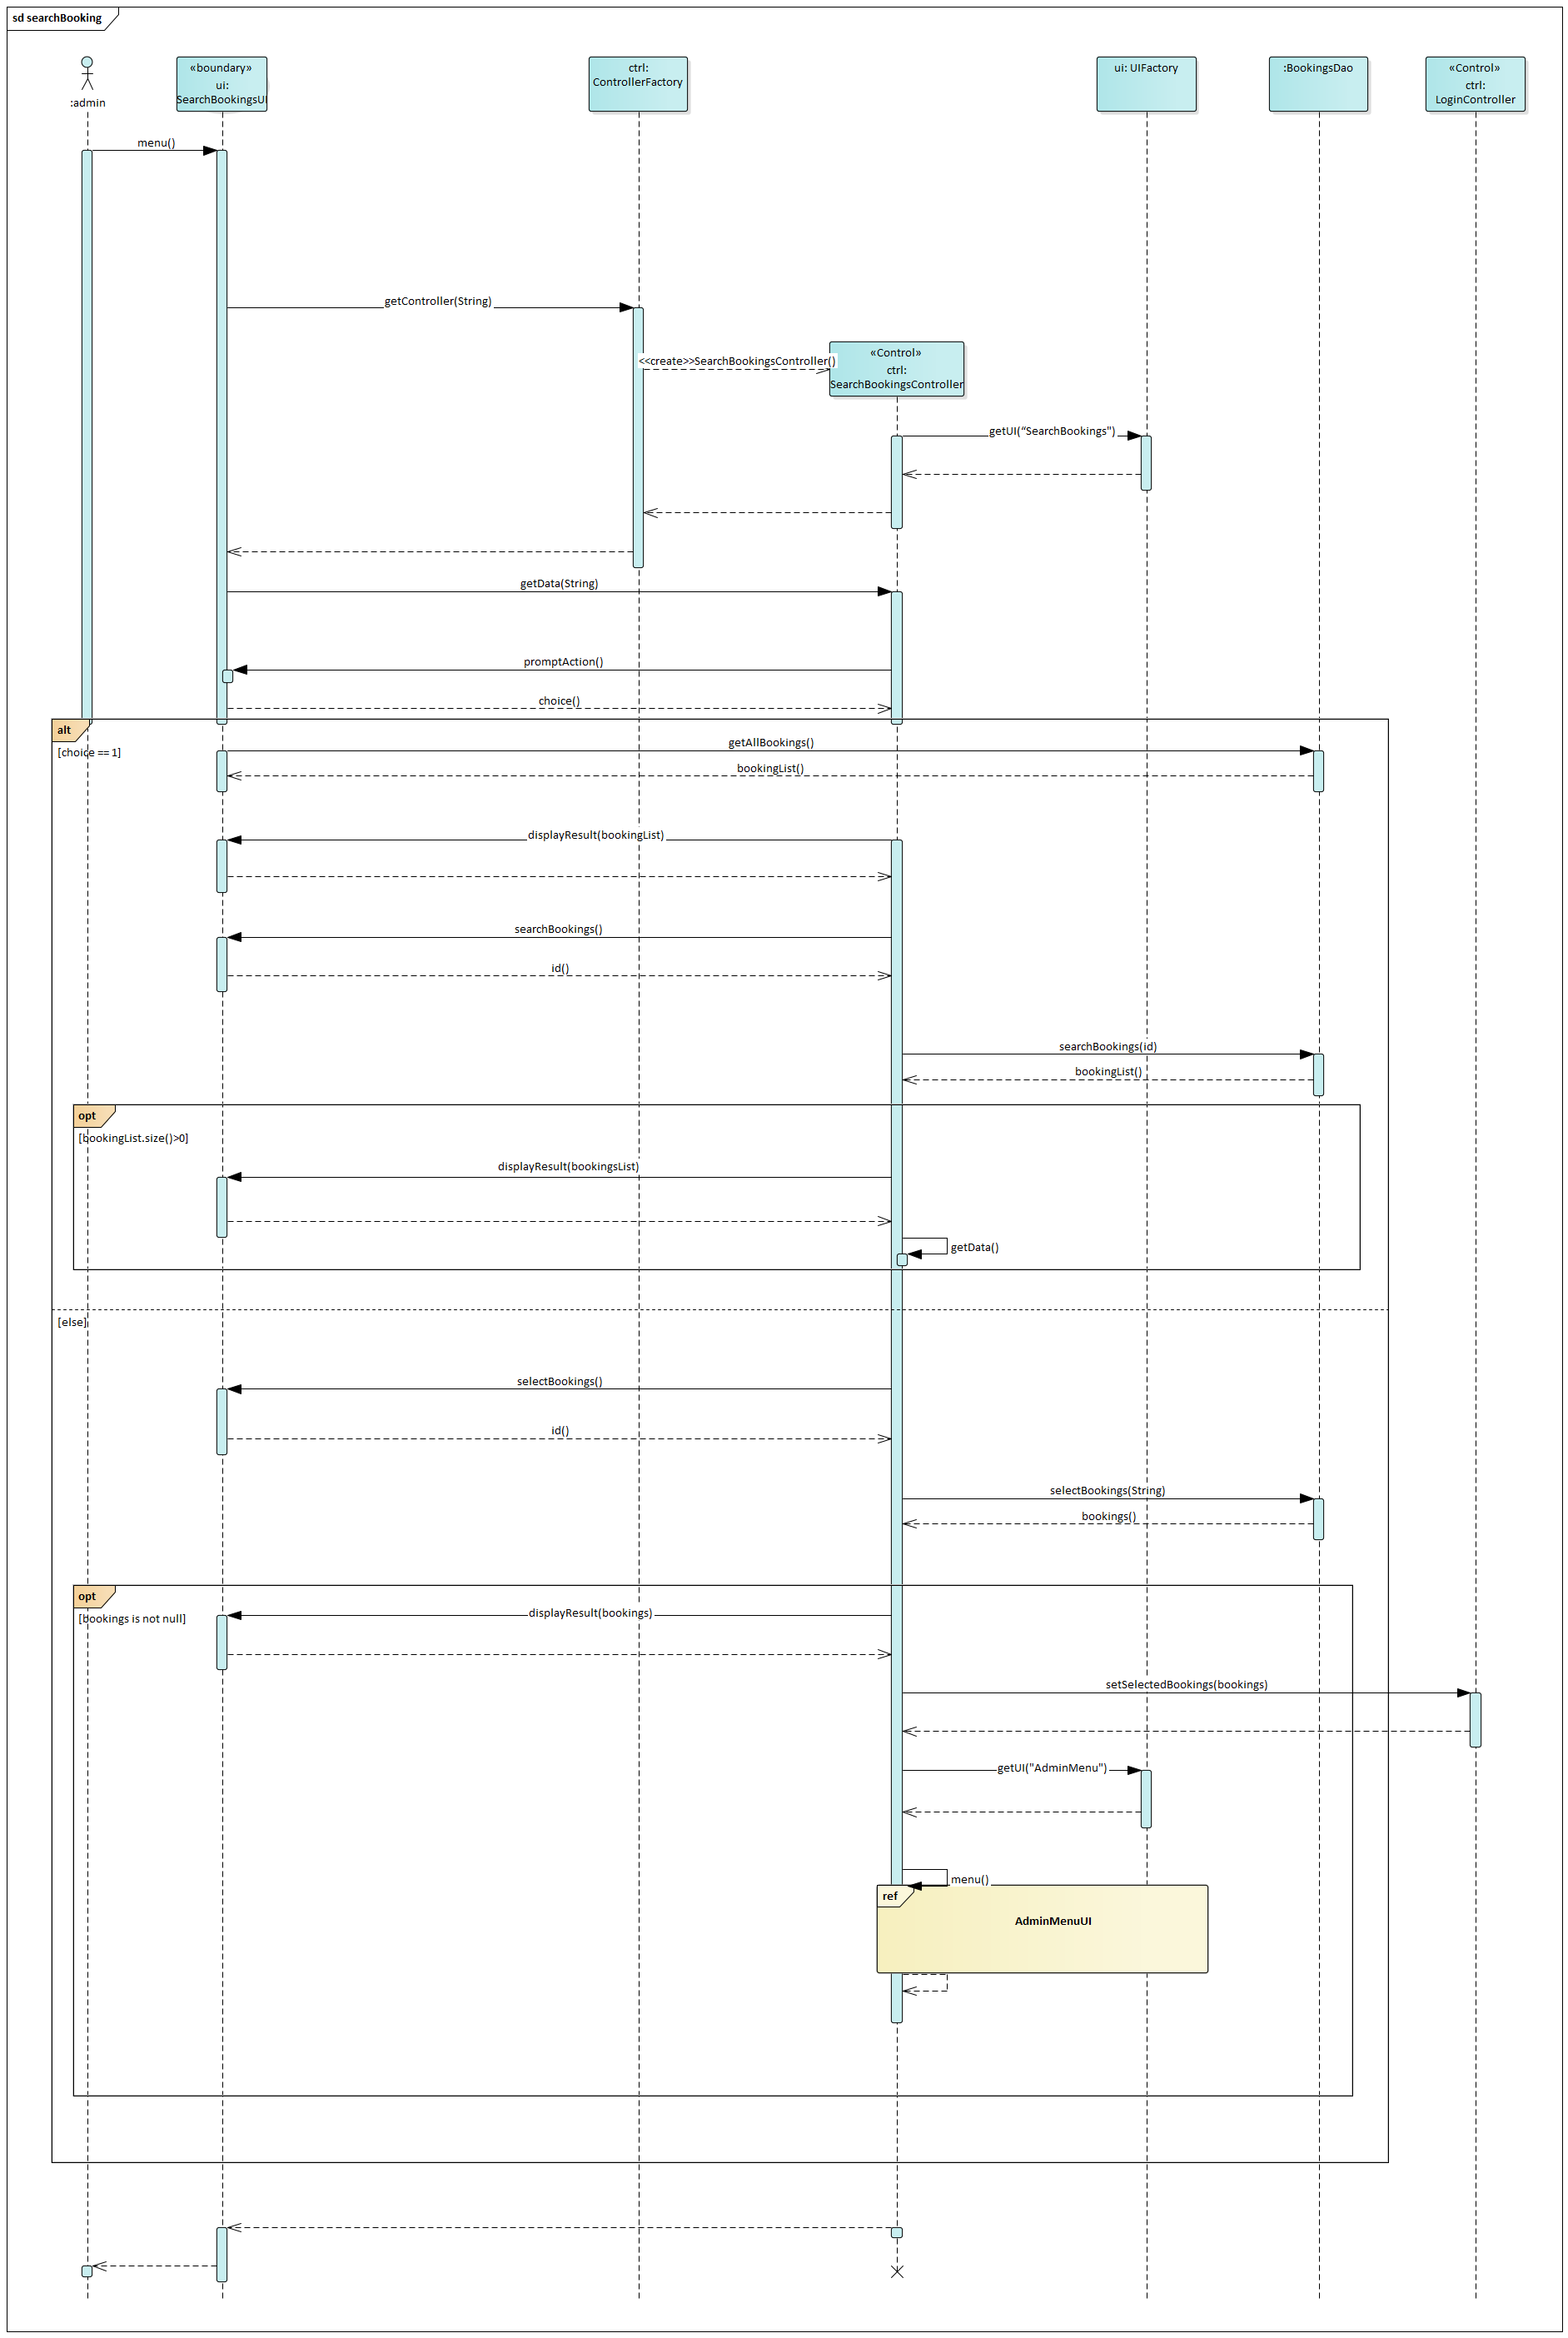 sd searchBooking
:admin
«boundary»
ui:
SearchBookingsUI
ctrl:
ControllerFactory
ui: UIFactory
:BookingsDao
«Control»
ctrl:
LoginController
menu()
getController(String)
<<create>>SearchBookingsController()
«Control»
ctrl:
SearchBookingsController
getUI(“SearchBookings")
getData(String)
promptAction()
choice()
alt
[choice == 1]
getAllBookings()
bookingList()
displayResult(bookingList)
searchBookings()
id()
searchBookings(id)
bookingList()
opt
[bookingList.size()>0]
displayResult(bookingsList)
getData()
[else]
selectBookings()
id()
selectBookings(String)
bookings()
opt
[bookings is not null]
displayResult(bookings)
setSelectedBookings(bookings)
getUI("AdminMenu")
menu()
ref
AdminMenuUI